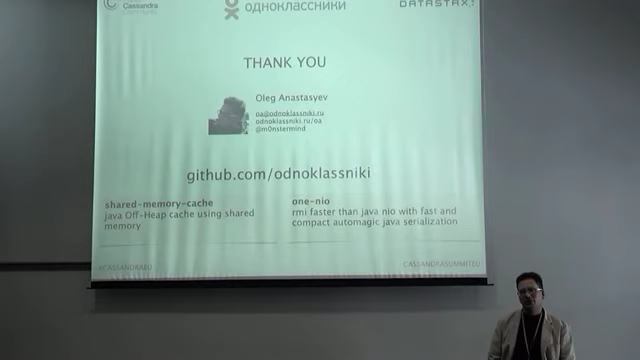 Cassandra
одноклассники
DATASTAX
THANK YOU
Oleg Anastasyev
oa@odnoklassniki.ru
odnoklassniki.ru/oa
@m0nstermind
github.com/odnoklassniki
shared-memory-cache
java Off-Heap cache using shared
memory
one-nio
rmi faster than java nio with fast and
compact automagic java serialization
#CASSANDRAEU
CASSANDRASUMMITEU